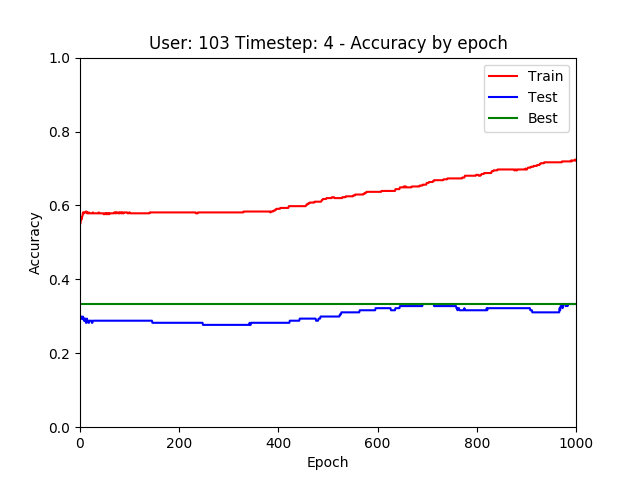 User: 103 Timestep: 4 - Accuracy by epoch
1.0
0.8
0.6
0.4
0.2
0.0
Accuracy
Train
Test
Best
0 200 400 600 800 1000
Epoch